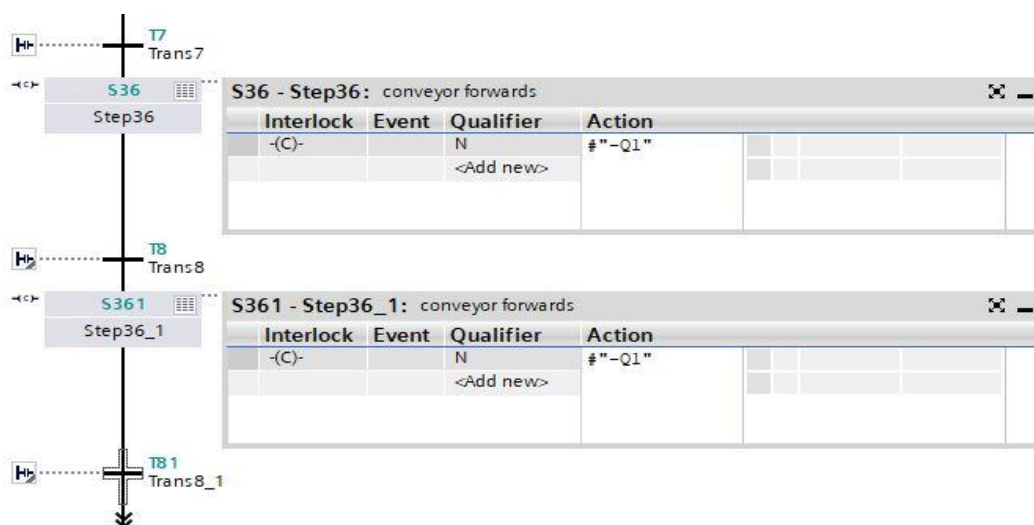 T7
Trans7
S36
Step36
S36 - Step36: conveyor forwards
Interlock Event Qualifier Action
-(C)- N #"-Q1"
<Add new>
T8
Trans8
S361
Step36_1
S361 - Step36_1: conveyor forwards
Interlock Event Qualifier Action
-(C)- N #"-Q1"
<Add new>
T81
Trans8_1